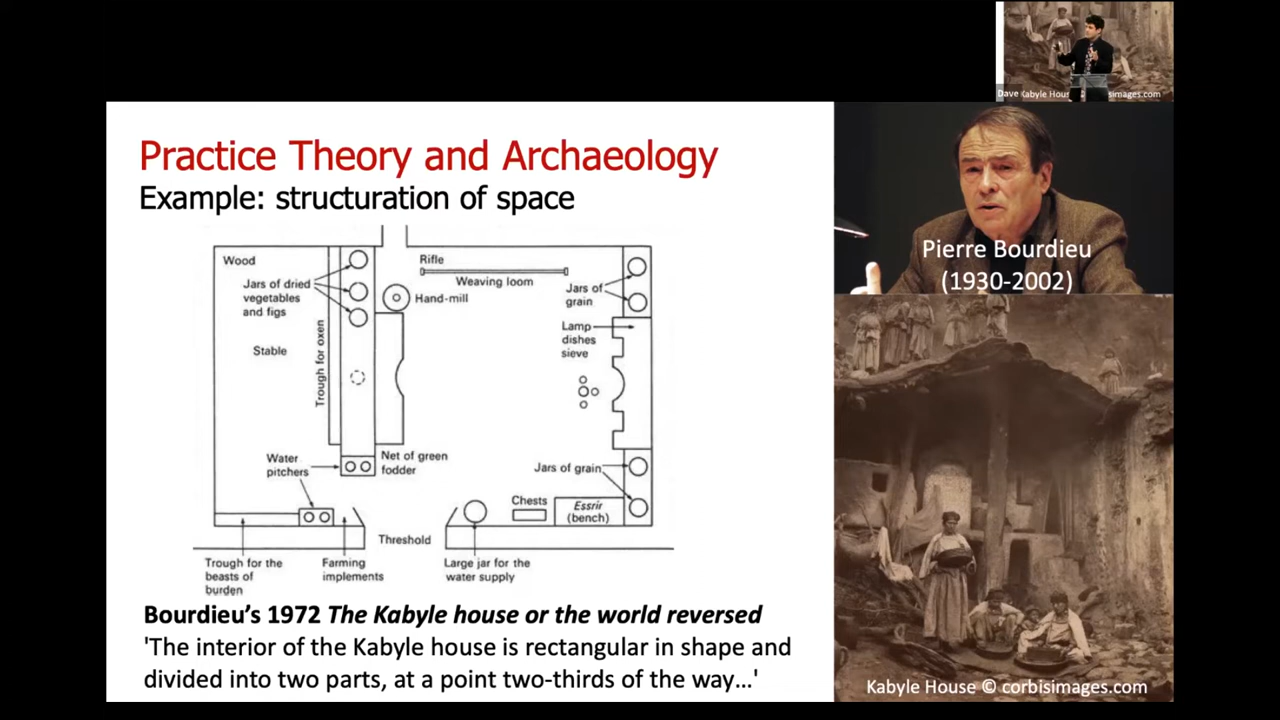 Dave
Kabyle House
corbisimages.com
Practice Theory and Archaeology
Example: structuration of space
Wood
Jars of dried
vegetables
and figs
Stable
Trough for oxen
Rifle
Weaving loom
Hand-mill
Jars of
grain
Lamp
dishes
sieve
Water
pitchers
Net of green
fodder
Jars of grain
Chests
Essrir
(bench)
Threshold
Trough for the
beasts of
burden
Farming
implements
Large jar for the
water supply
Bourdieu’s 1972 The Kabyle house or the world reversed
'The interior of the Kabyle house is rectangular in shape and
divided into two parts, at a point two-thirds of the way…'
Pierre Bourdieu
(1930-2002)
Kabyle House © corbisimages.com